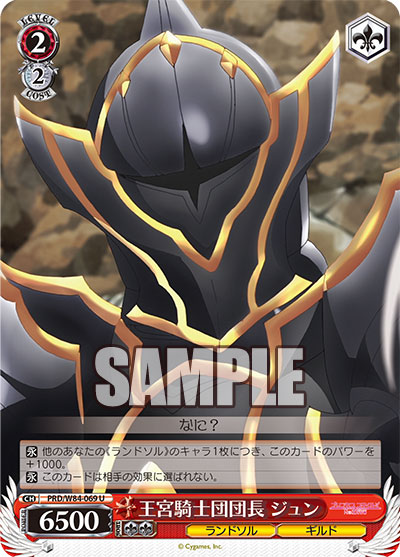 LEVEL
2
2
COST
SAMPLE
なに？
永 他のあなたの《ランドソル》のキャラ1枚につき、このカードのパワーを
＋1000。
永 このカードは相手の効果に選ばれない。
CH PRD/W84-069 U
6500
王宮騎士団団長 ジュン
ランドソル ギルド
© Cygames, Inc.